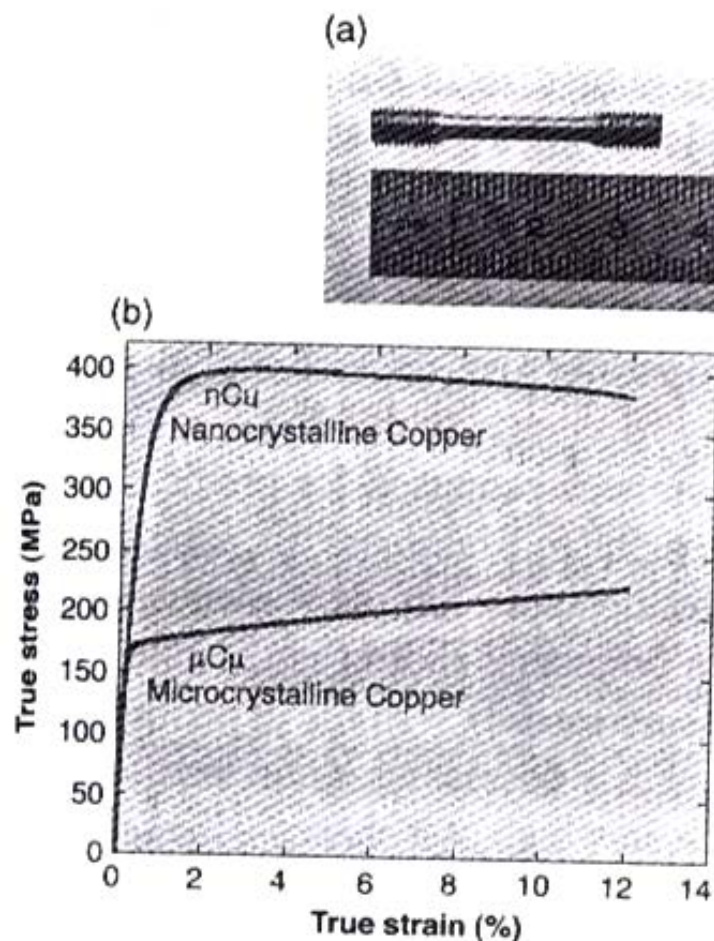 (a)
(b)
400
350
300
250
200
150
100
50
0
nCu
Nanocrystalline Copper
μCμ
Microcrystalline Copper
True stress (MPa)
0 2 4 6 8 10 12 14
True strain (%)